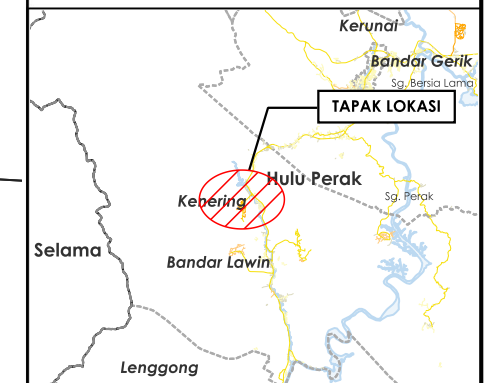 Kerunai
Bandar Gerik
Sg. Bersia Lama
TAPAK LOKASI
Hulu Perak
Kenering
Sg. Perak
Selama
Bandar Lawin
Lenggong